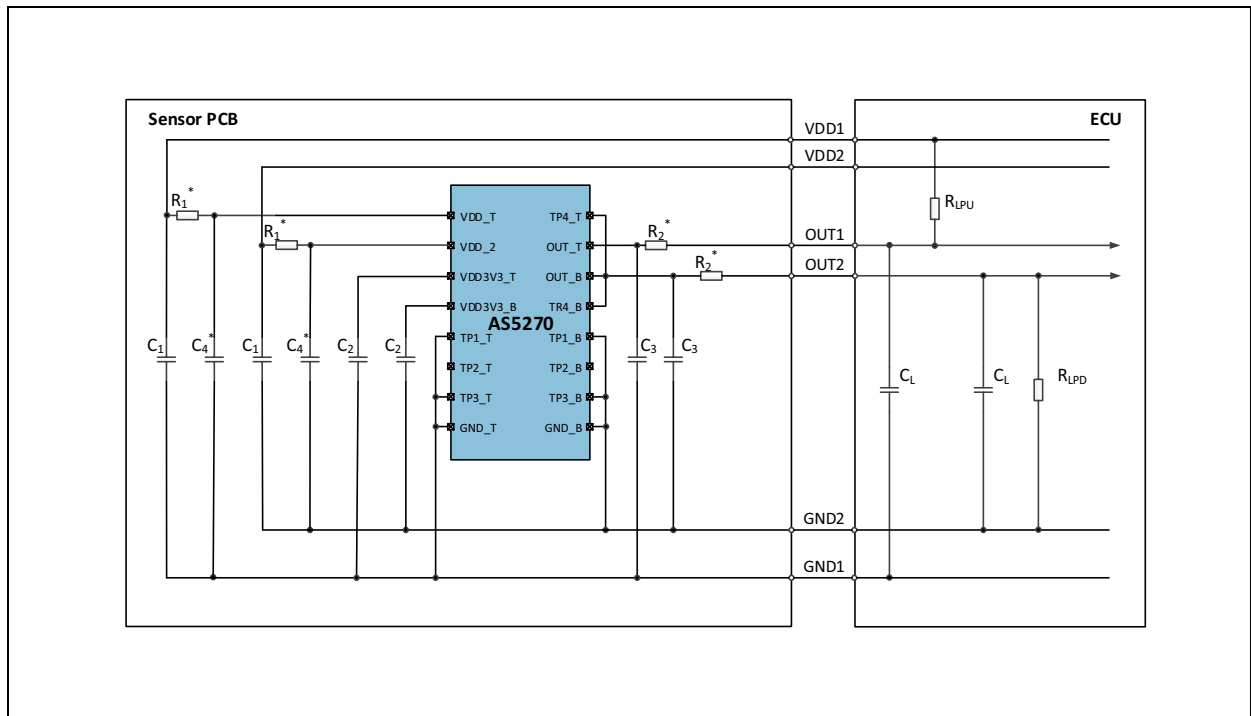 Sensor PCB
ECU
VDD1
VDD2
R1*
R1*
VDD_T
VDD_2
VDD3V3_T
VDD3V3_B
TP1_T
TP2_T
TP3_T
GND_T
AS5270
TP4_T
OUT_T
OUT_B
TR4_B
TP1_B
TP2_B
TP3_B
GND_B
R2*
R2*
OUT1
OUT2
RLPU
C1
C4*
C1
C4*
C2
C2
C3
C3
CL
CL
RLPD
GND2
GND1